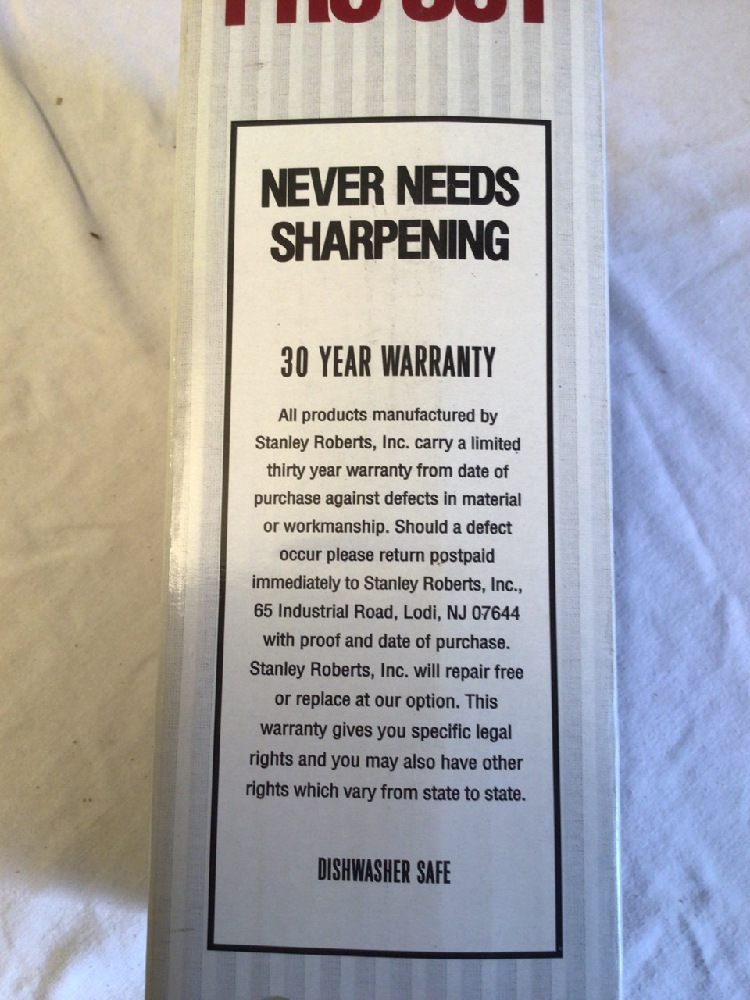 PRO CUT
NEVER NEEDS
SHARPENING
30 YEAR WARRANTY
All products manufactured by
Stanley Roberts, Inc. carry a limited
thirty year warranty from date of
purchase against defects in material
or workmanship. Should a defect
occur please return postpaid
immediately to Stanley Roberts, Inc.,
65 Industrial Road, Lodi, NJ 07644
with proof and date of purchase.
Stanley Roberts, Inc. will repair free
or replace at our option. This
warranty gives you specific legal
rights and you may also have other
rights which vary from state to state.
DISHWASHER SAFE